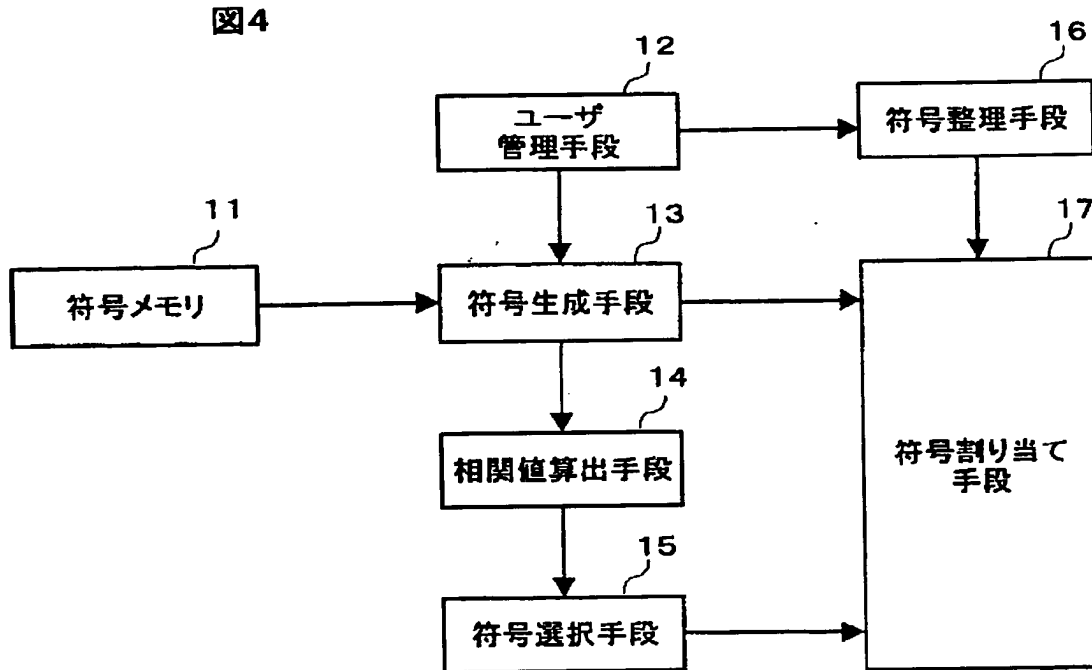 図4
12
ユーザ
管理手段
16
符号整理手段
11
符号メモリ
13
符号生成手段
17
符号割り当て
手段
14
相関値算出手段
15
符号選択手段